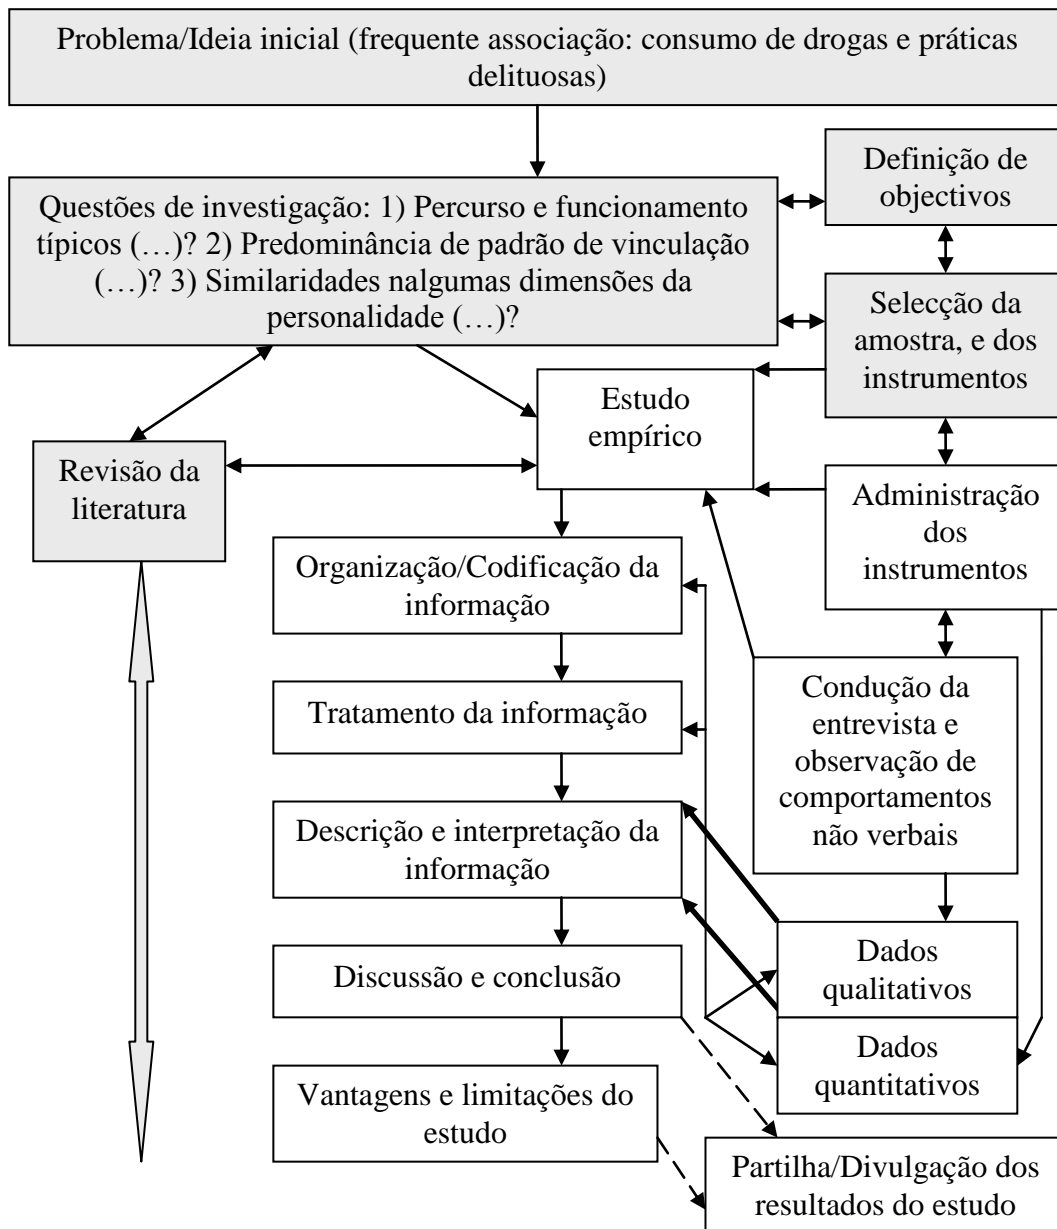 Problema/Ideia inicial (frequente associação: consumo de drogas e práticas
delituosas)
Definição de
objectivos
Questões de investigação: 1) Percurso e funcionamento
típicos (…)? 2) Predominância de padrão de vinculação
(…)? 3) Similaridades nalgumas dimensões da
personalidade (…)?
Selecção da
amostra, e dos
instrumentos
Estudo
empírico
Revisão da
literatura
Administração
dos
instrumentos
Organização/Codificação da
informação
Tratamento da informação
Condução da
entrevista e
observação de
comportamentos
não verbais
Descrição e interpretação da
informação
Discussão e conclusão
Dados
qualitativos
Dados
quantitativos
Vantagens e limitações do
estudo
Partilha/Divulgação dos
resultados do estudo